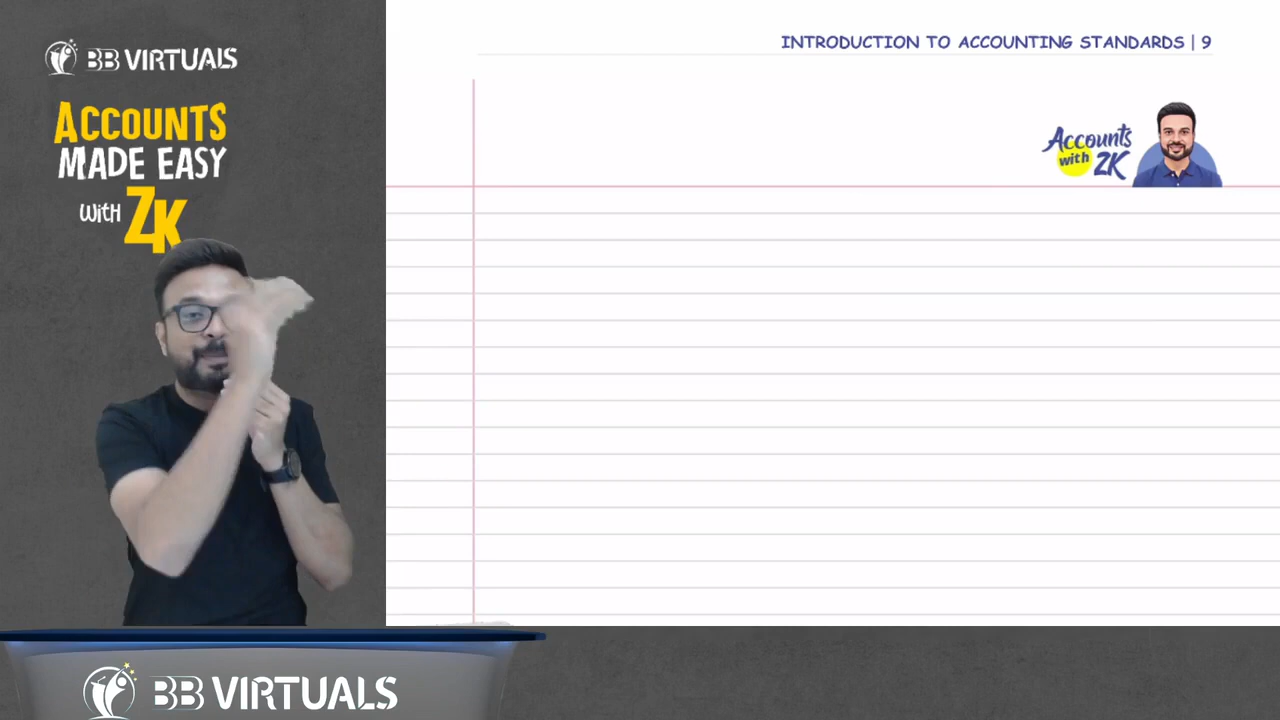 BB VIRTUALS
ACCOUNTS
MADE EASY
WITH ZK
INTRODUCTION TO ACCOUNTING STANDARDS | 9
Accounts
with ZK
BB VIRTUALS